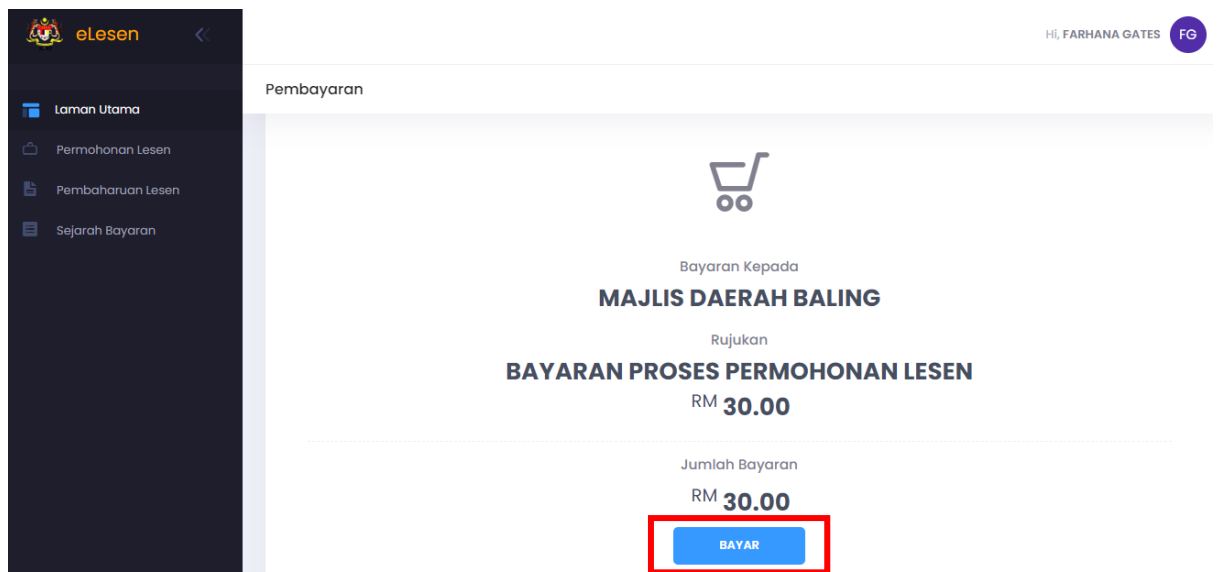 eLesen
Hi, FARHANA GATES FG
Pembayaran
Laman Utama
Permohonan Lesen
Pembaharuan Lesen
Sejarah Bayaran
Bayaran Kepada
MAJLIS DAERAH BALING
Rujukan
BAYARAN PROSES PERMOHONAN LESEN
RM 30.00
Jumlah Bayaran
RM 30.00
BAYAR